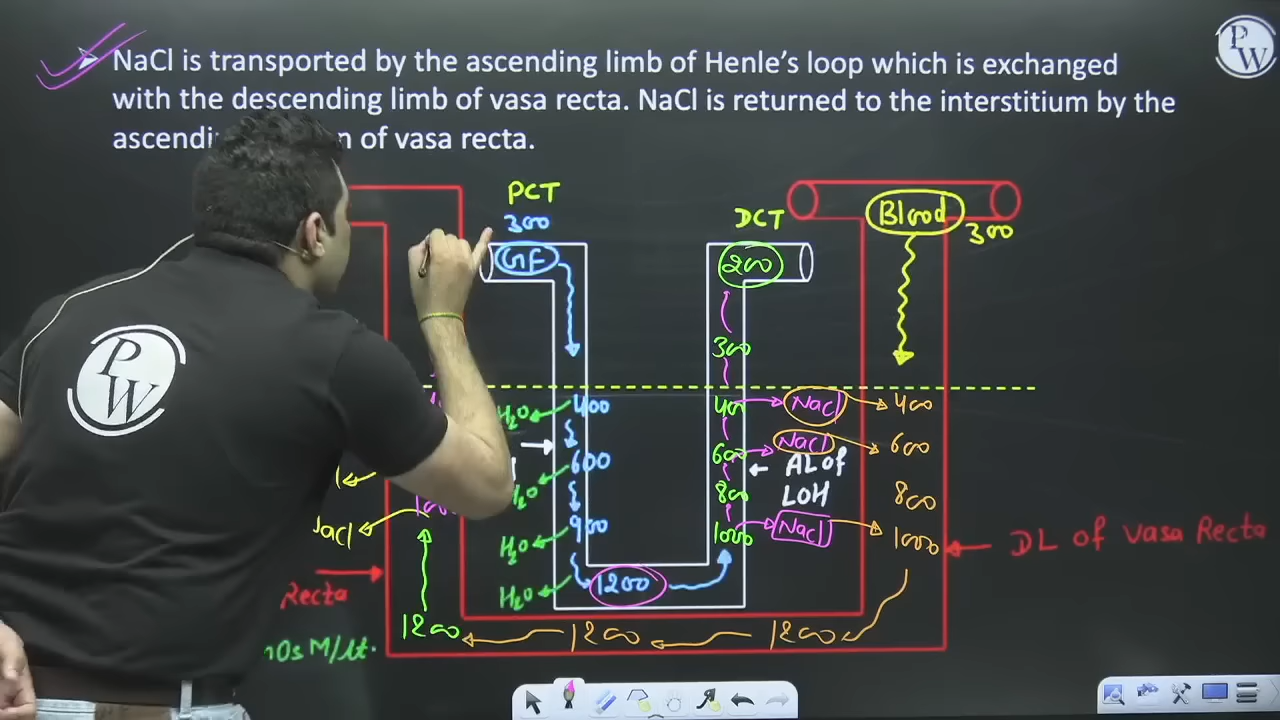 NaCl is transported by the ascending limb of Henle's loop which is exchanged
with the descending limb of vasa recta. NaCl is returned to the interstitium by the
of vasa recta.
P W
PCT
300
GF
DCT
200
Blood
300
300
H₂O 400
400 NaCl 400
H₂O 600
600 NaCl 600
AL of
LOH
800 800
H₂O 900
1000 NaCl 1000
DL of Vasa Recta
H₂O 1200
Recta
1200 1200 1200
mOsM/lt.
P W